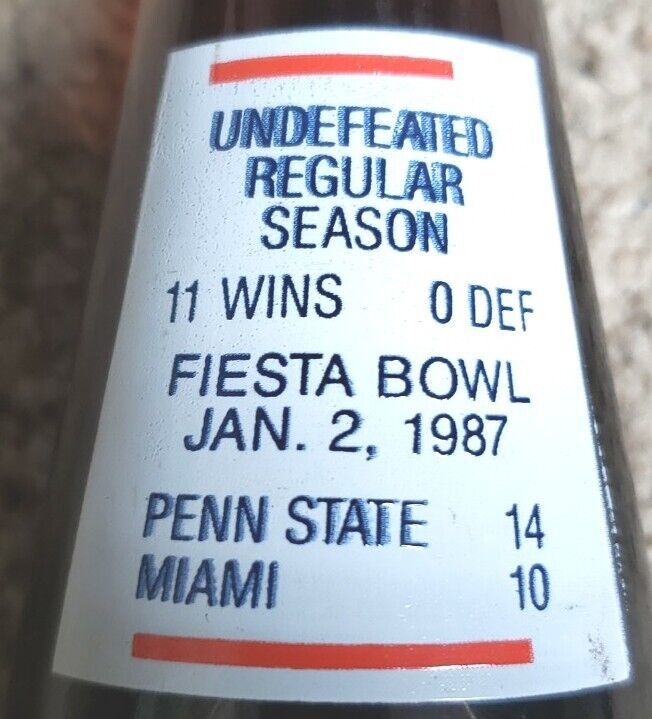 UNDEFEATED
REGULAR
SEASON
11 WINS 0 DEF
FIESTA BOWL
JAN. 2, 1987
PENN STATE 14
MIAMI 10